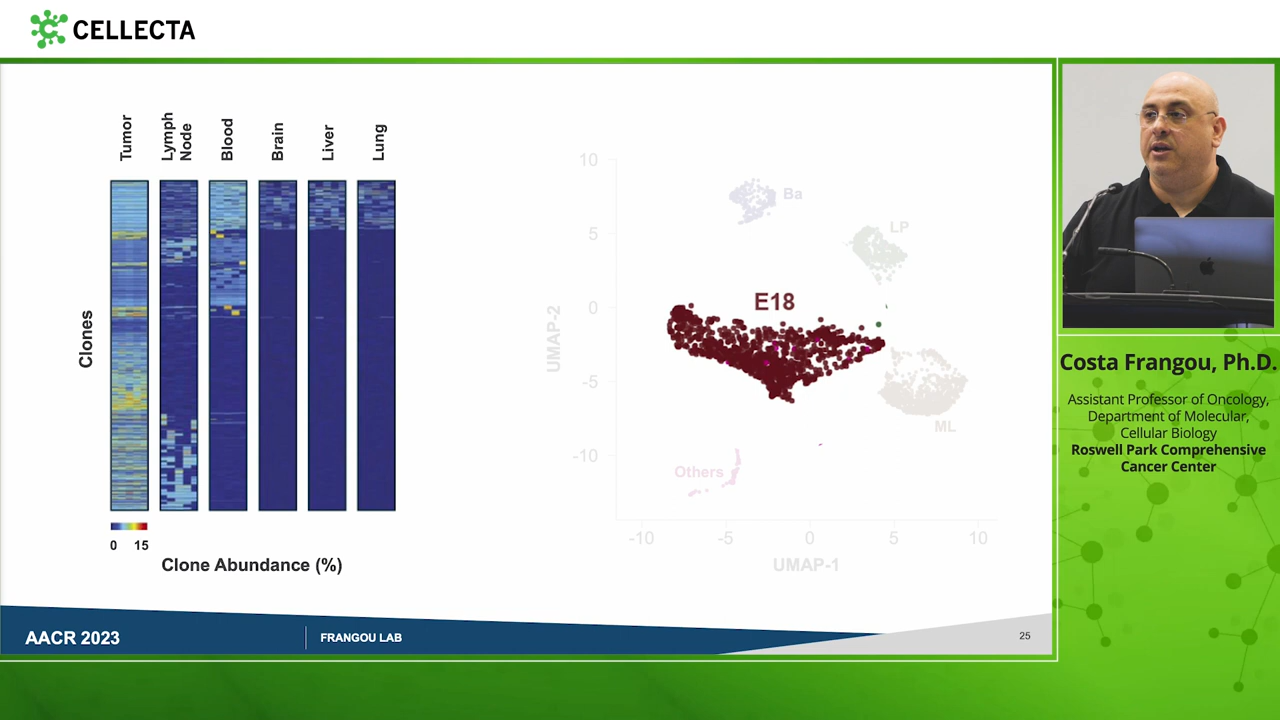 CELLECTA
Tumor
Lymph
Node
Blood
Brain
Liver
Lung
Clones
0 15
Clone Abundance (%)
10
5
0
-5
-10
UMAP-2
Ba
LP
E18
ML
Others
-10 -5 0 5 10
UMAP-1
AACR 2023
FRANGOU LAB
25
Costa Frangou, Ph.D.
Assistant Professor of Oncology,
Department of Molecular,
Cellular Biology
Roswell Park Comprehensive
Cancer Center